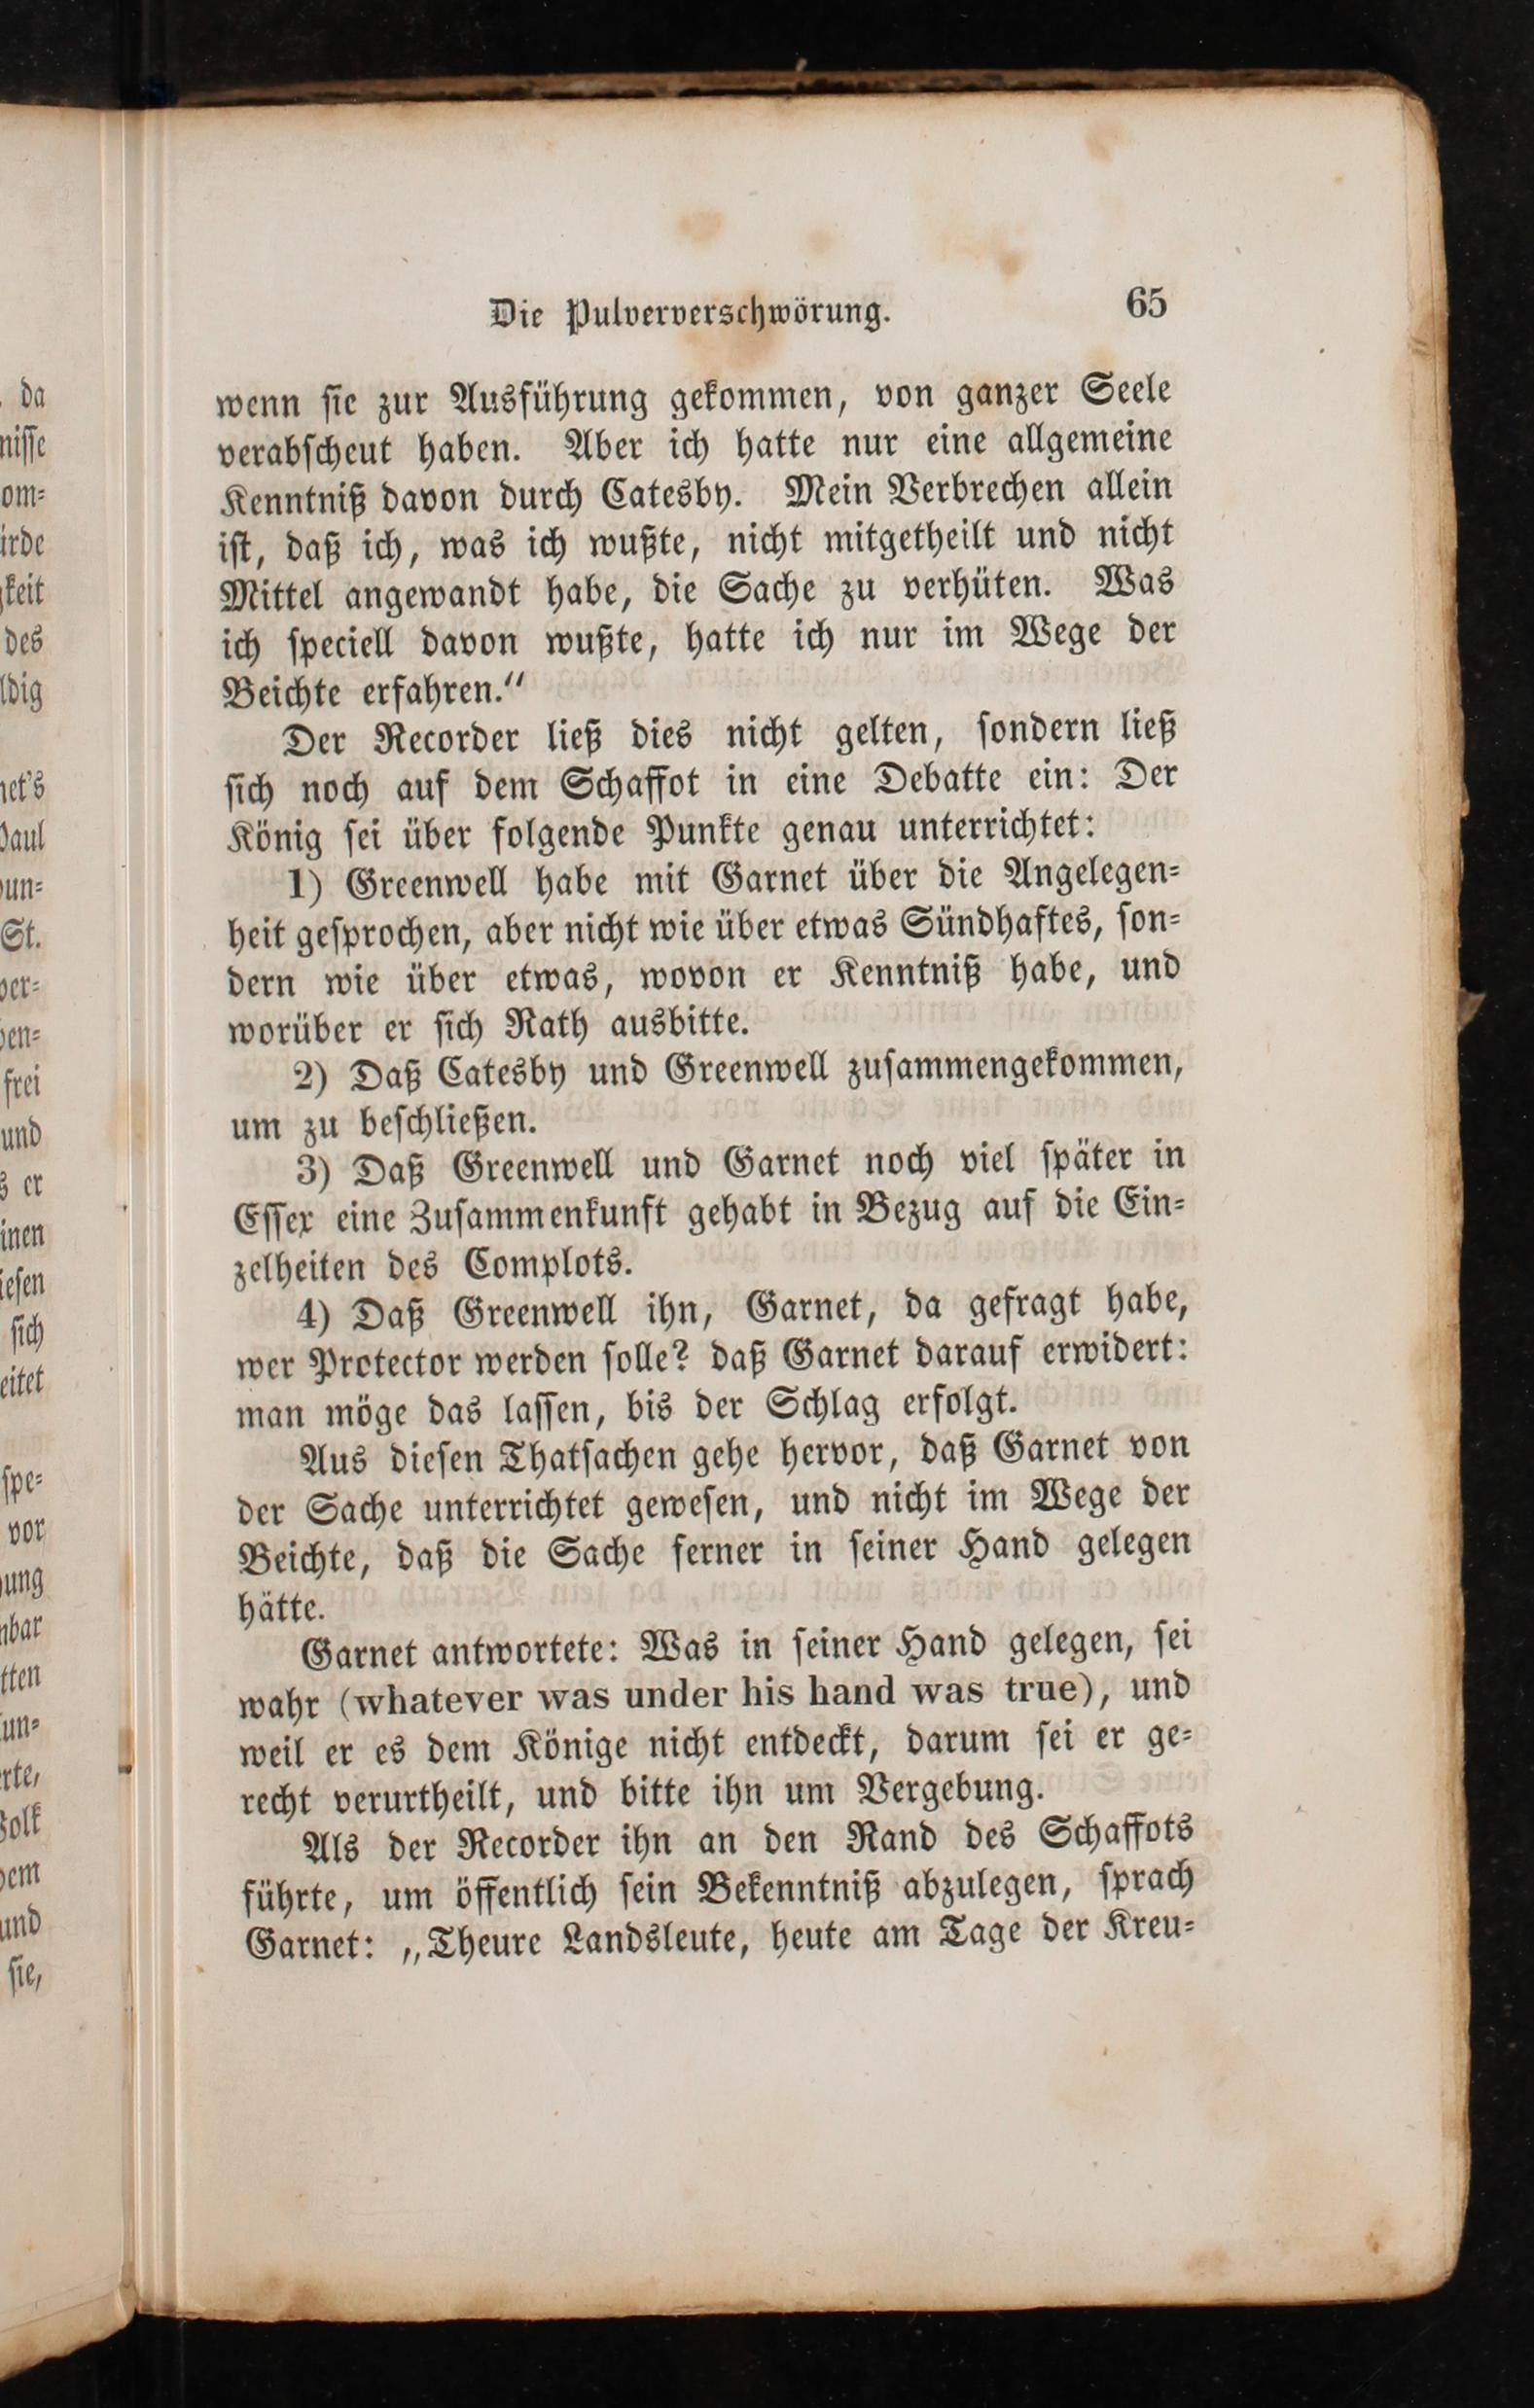 Die Pulververschwörung. 65
wenn sie zur Ausführung gekommen, von ganzer Seele
verabscheut haben. Aber ich hatte nur eine allgemeine
Kenntniß davon durch Catesby. Mein Verbrechen allein
ist, daß ich, was ich wußte, nicht mitgetheilt und nicht
Mittel angewandt habe, die Sache zu verhüten. Was
ich speciell davon wußte, hatte ich nur im Wege der
Beichte erfahren.“
Der Recorder ließ dies nicht gelten, sondern ließ
sich noch auf dem Schaffot in eine Debatte ein: Der
König sei über folgende Punkte genau unterrichtet:
1) Greenwell habe mit Garnet über die Angelegen=
heit gesprochen, aber nicht wie über etwas Sündhaftes, son=
dern wie über etwas, wovon er Kenntniß habe, und
worüber er sich Rath ausbitte.
2) Daß Catesby und Greenwell zusammengekommen,
um zu beschließen.
3) Daß Greenwell und Garnet noch viel später in
Essex eine Zusammenkunft gehabt in Bezug auf die Ein=
zelheiten des Complots.
4) Daß Greenwell ihn, Garnet, da gefragt habe,
wer Protector werden solle? daß Garnet darauf erwidert:
man möge das lassen, bis der Schlag erfolgt.
Aus diesen Thatsachen gehe hervor, daß Garnet von
der Sache unterrichtet gewesen, und nicht im Wege der
Beichte, daß die Sache ferner in seiner Hand gelegen
hätte.
Garnet antwortete: Was in seiner Hand gelegen, sei
wahr (whatever was under his hand was true), und
weil er es dem Könige nicht entdeckt, darum sei er ge=
recht verurtheilt, und bitte ihn um Vergebung.
Als der Recorder ihn an den Rand des Schaffots
führte, um öffentlich sein Bekenntniß abzulegen, sprach
Garnet: „Theure Landsleute, heute am Tage der Kreu=